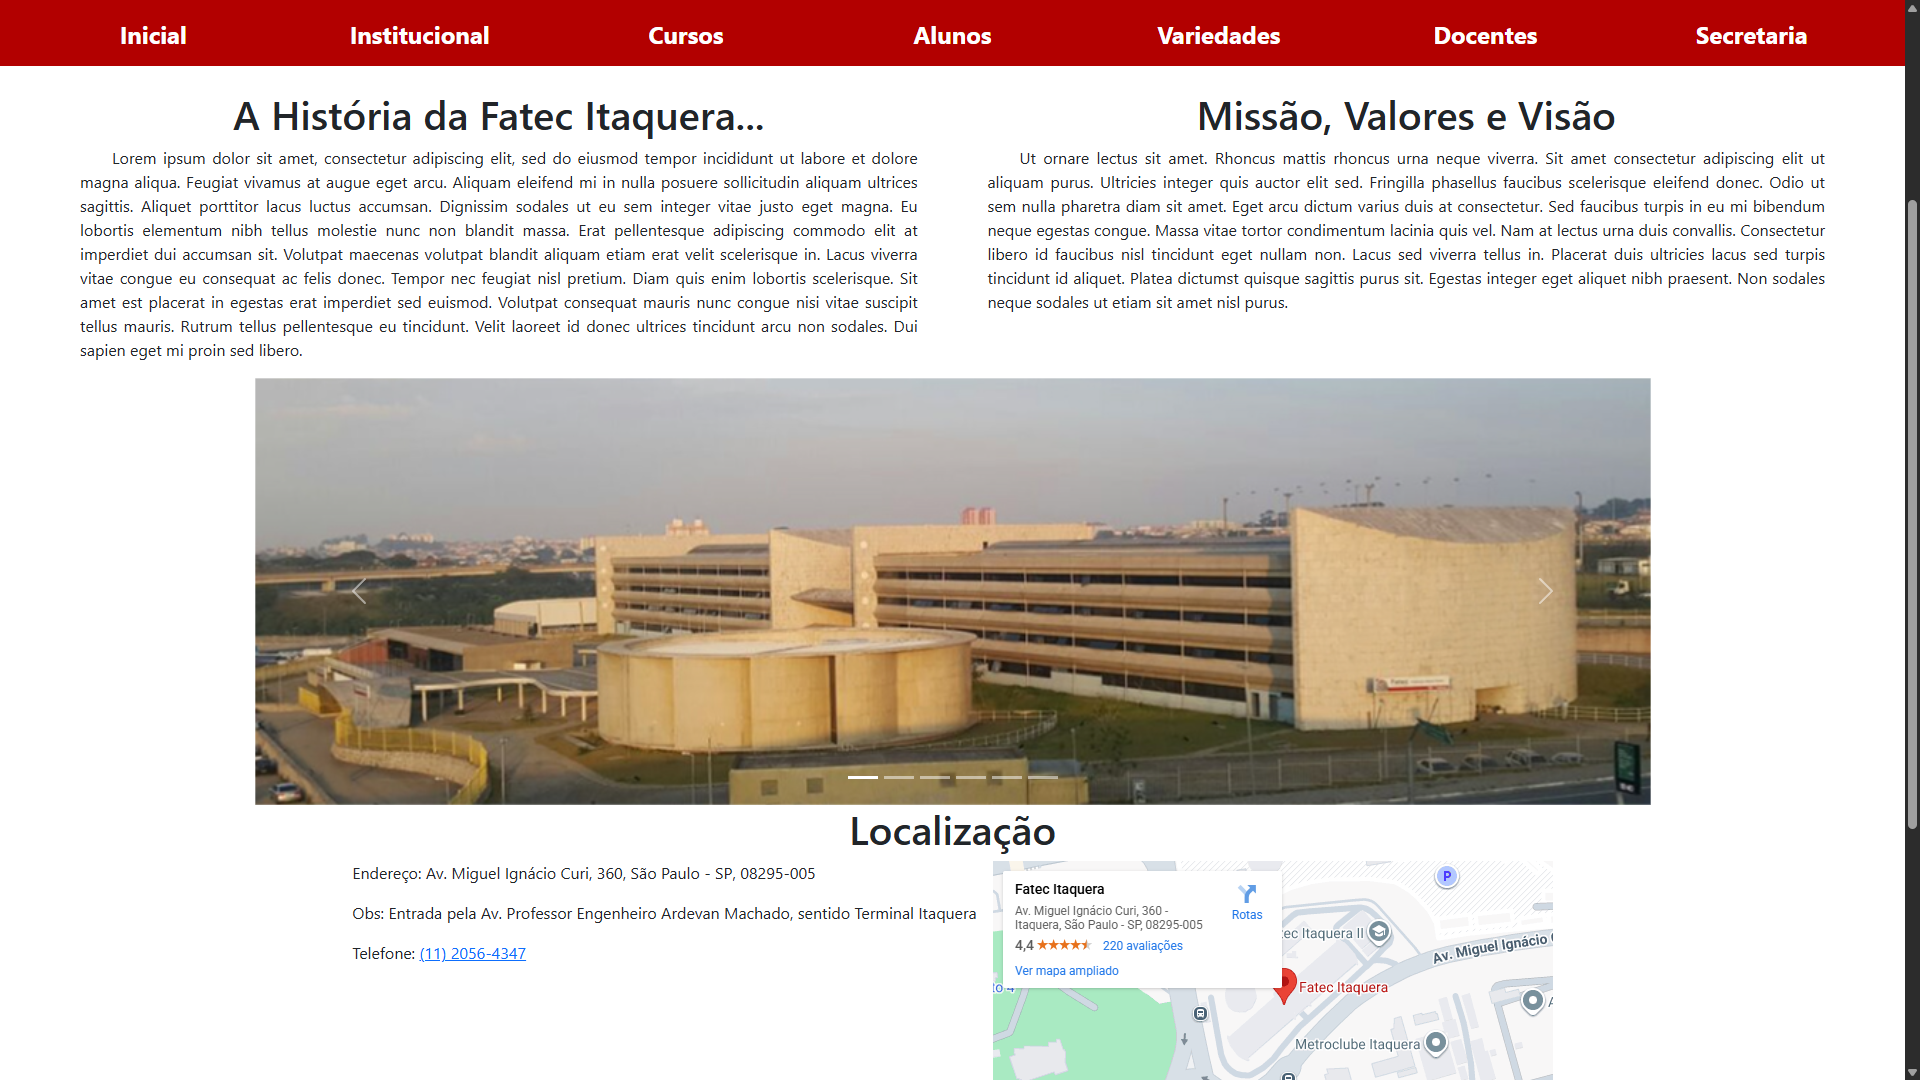 Inicial Institucional Cursos Alunos Variedades Docentes Secretaria
A História da Fatec Itaquera...
Lorem ipsum dolor sit amet, consectetur adipiscing elit, sed do eiusmod tempor incididunt ut labore et dolore
magna aliqua. Feugiat vivamus at augue eget arcu. Aliquam eleifend mi in nulla posuere sollicitudin aliquam ultrices
sagittis. Aliquet porttitor lacus luctus accumsan. Dignissim sodales ut eu sem integer vitae justo eget magna. Eu
lobortis elementum nibh tellus molestie nunc non blandit massa. Erat pellentesque adipiscing commodo elit at
imperdiet dui accumsan sit. Volutpat maecenas volutpat blandit aliquam etiam erat velit scelerisque in. Lacus viverra
vitae congue eu consequat ac felis donec. Tempor nec feugiat nisl pretium. Diam quis enim lobortis scelerisque. Sit
amet est placerat in egestas erat imperdiet sed euismod. Volutpat consequat mauris nunc congue nisi vitae suscipit
tellus mauris. Rutrum tellus pellentesque eu tincidunt. Velit laoreet id donec ultrices tincidunt arcu non sodales. Dui
sapien eget mi proin sed libero.
Missão, Valores e Visão
Ut ornare lectus sit amet. Rhoncus mattis rhoncus urna neque viverra. Sit amet consectetur adipiscing elit ut
aliquam purus. Ultricies integer quis auctor elit sed. Fringilla phasellus faucibus scelerisque eleifend donec. Odio ut
sem nulla pharetra diam sit amet. Eget arcu dictum varius duis at consectetur. Sed faucibus turpis in eu mi bibendum
neque egestas congue. Massa vitae tortor condimentum lacinia quis vel. Nam at lectus urna duis convallis. Consectetur
libero id faucibus nisl tincidunt eget nullam non. Lacus sed viverra tellus in. Placerat duis ultricies lacus sed turpis
tincidunt id aliquet. Platea dictumst quisque sagittis purus sit. Egestas integer eget aliquet nibh praesent. Non sodales
neque sodales ut etiam sit amet nisl purus.
Fatec
Localização
Endereço: Av. Miguel Ignácio Curi, 360, São Paulo - SP, 08295-005
Obs: Entrada pela Av. Professor Engenheiro Ardevan Machado, sentido Terminal Itaquera
Telefone: (11) 2056-4347
Fatec Itaquera
Av. Miguel Ignácio Curi, 360 -
Itaquera, São Paulo - SP, 08295-005
4,4 220 avaliações
Ver mapa ampliado
Rotas
P
ec Itaquera II
Av. Miguel Ignácio
to 4
Fatec Itaquera
Metroclube Itaquera